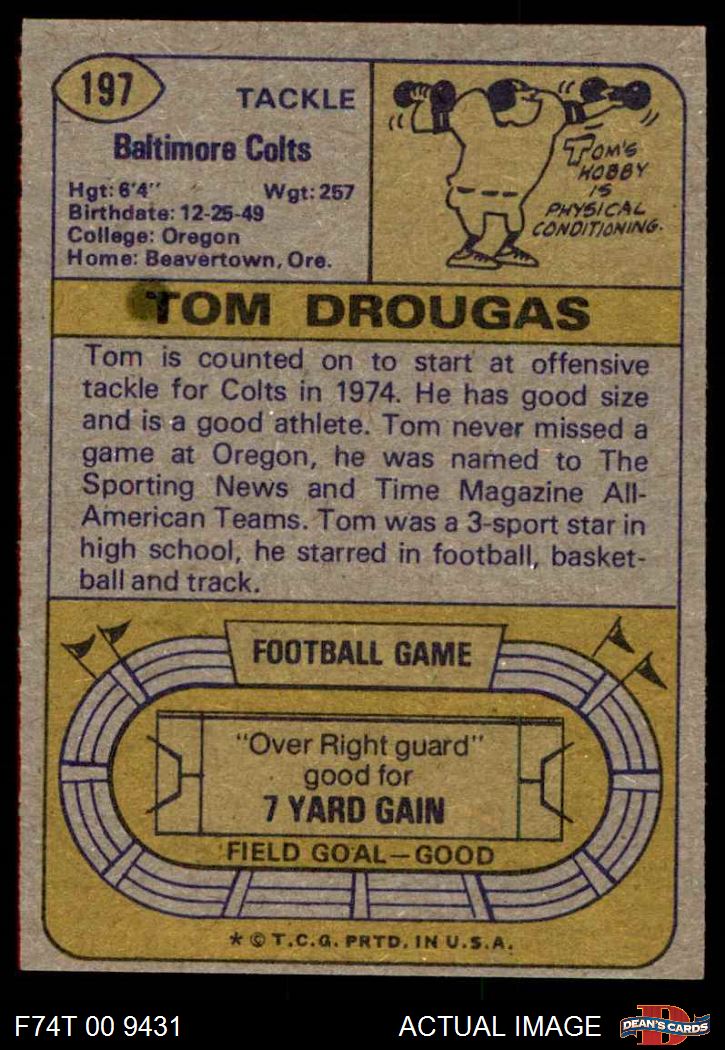 197
TACKLE
Baltimore Colts
Hgt: 6'4" Wgt: 257
Birthdate: 12-25-49
College: Oregon
Home: Beavertown, Ore.
TOM'S
HOBBY
IS
PHYSICAL
CONDITIONING.
TOM DROUGAS
Tom is counted on to start at offensive
tackle for Colts in 1974. He has good size
and is a good athlete. Tom never missed a
game at Oregon, he was named to The
Sporting News and Time Magazine All-
American Teams. Tom was a 3-sport star in
high school, he starred in football, basket-
ball and track.
FOOTBALL GAME
"Over Right guard"
good for
7 YARD GAIN
FIELD GOAL—GOOD
* © T.C.G. PRTD. IN U.S.A.
F74T 00 9431 ACTUAL IMAGE
D
DEAN'S CARDS